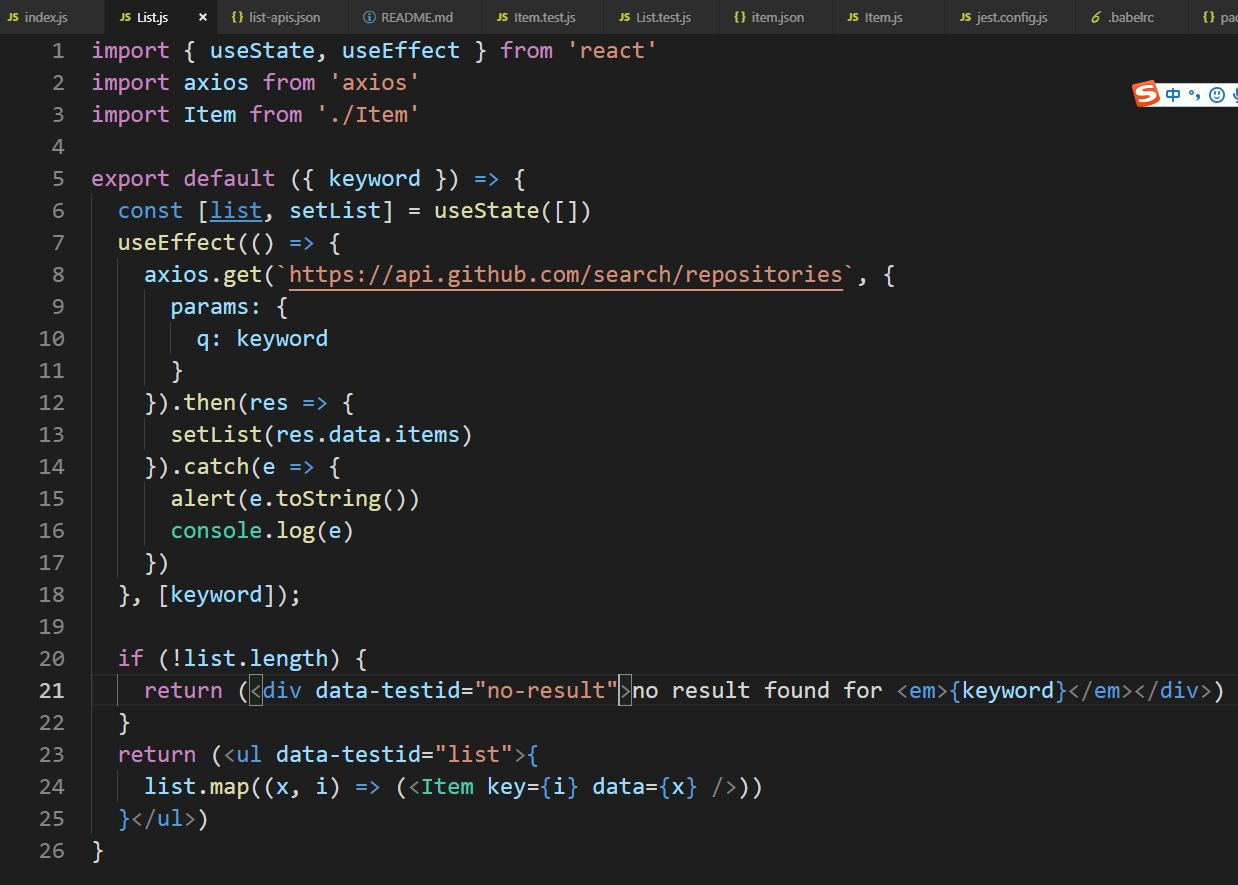 JS index.js JS List.js × {} list-apis.json ⓘ README.md JS Item.test.js JS List.test.js {} item.json JS Item.js JS jest.config.js 6 .babelrc {} pac
中 °,
1 import { useState, useEffect } from 'react'
2 import axios from 'axios'
3 import Item from './Item'
4
5 export default ({ keyword }) => {
6 const [list, setList] = useState([])
7 useEffect(() => {
8 axios.get(`https://api.github.com/search/repositories`, {
9 params: {
10 q: keyword
11 }
12 }).then(res => {
13 setList(res.data.items)
14 }).catch(e => {
15 alert(e.toString())
16 console.log(e)
17 })
18 }, [keyword]);
19
20 if (!list.length) {
21 return (<div data-testid="no-result">no result found for <em>{keyword}</em></div>)
22 }
23 return (<ul data-testid="list">{
24 list.map((x, i) => (<Item key={i} data={x} />))
25 }</ul>)
26 }